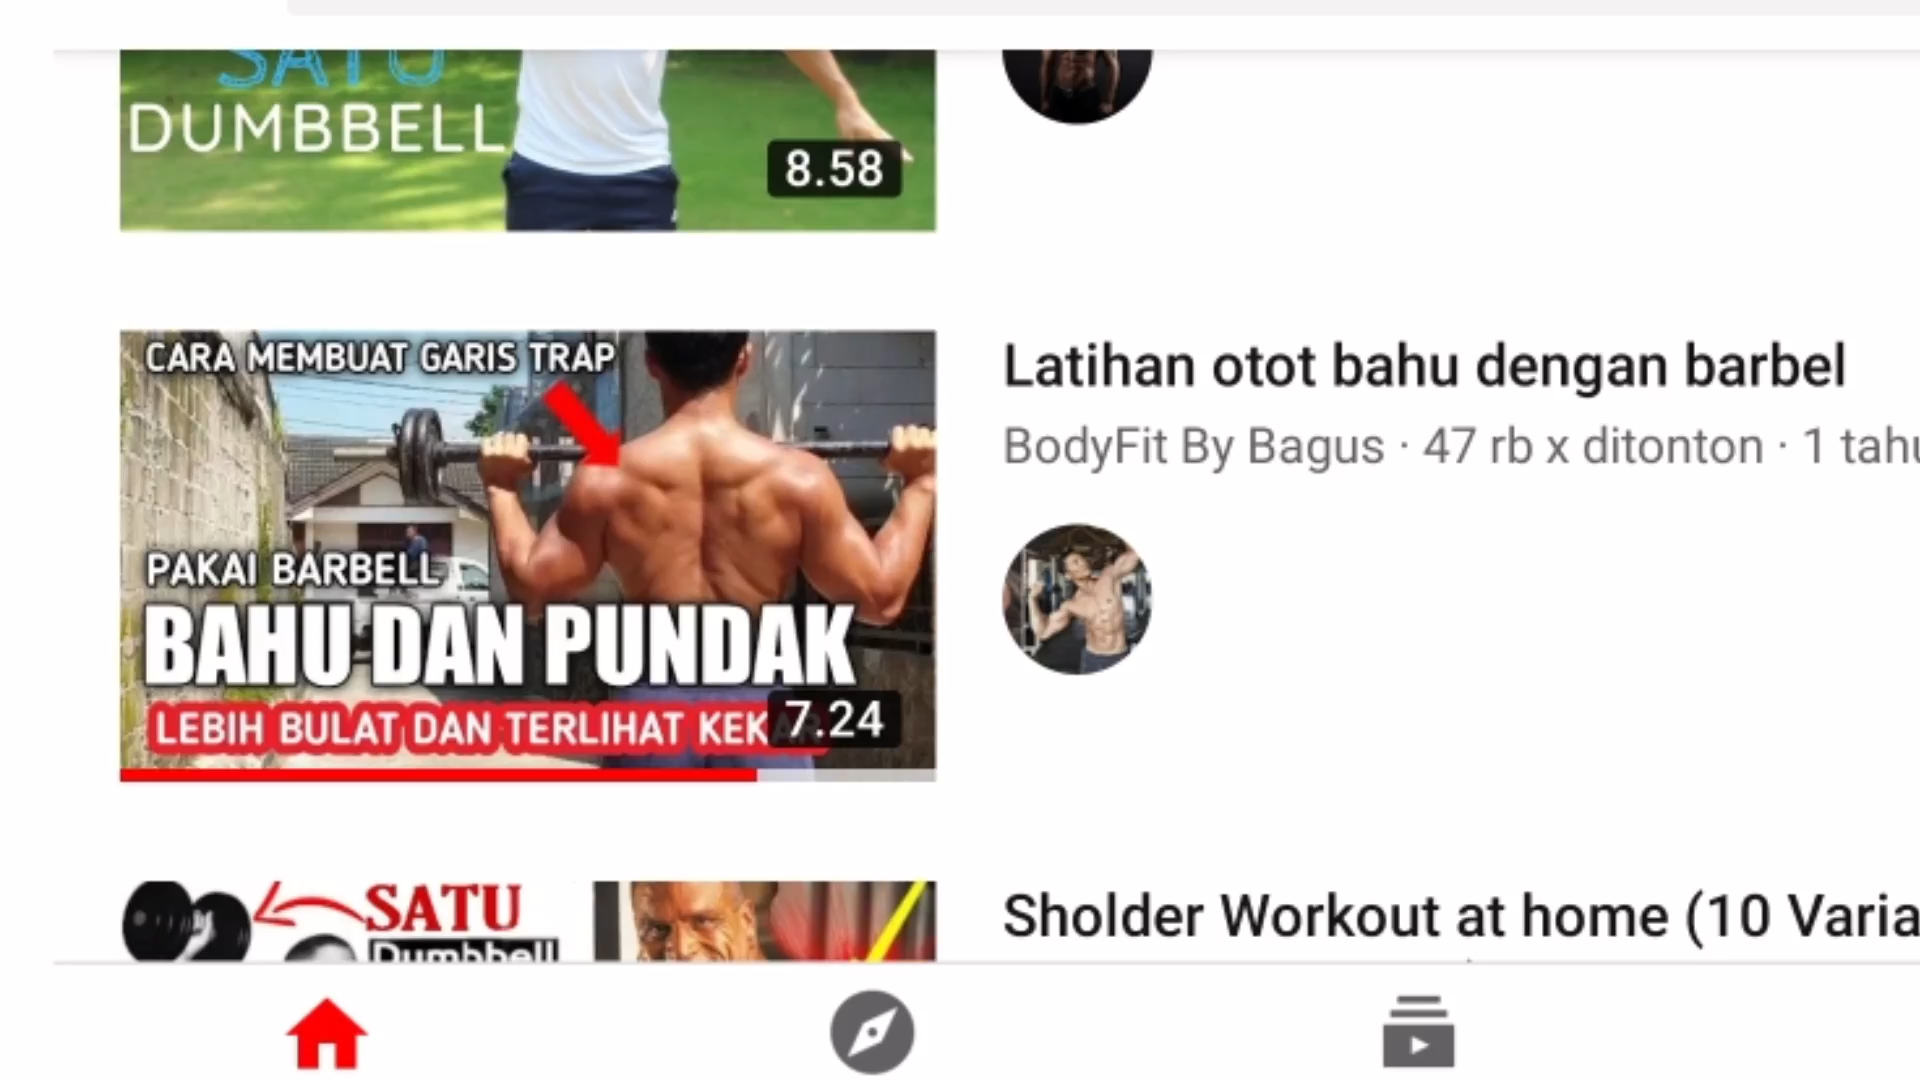 SATU
DUMBBELL
8.58
CARA MEMBUAT GARIS TRAP
PAKAI BARBELL
BAHU DAN PUNDAK
LEBIH BULAT DAN TERLIHAT KEKAR
7.24
Latihan otot bahu dengan barbel
BodyFit By Bagus · 47 rb x ditonton · 1 tahu
SATU
Dumbbell
Sholder Workout at home (10 Varia